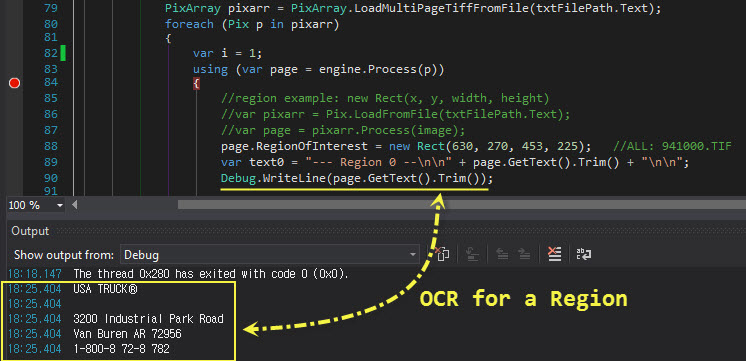 79 PixArray pixarr = PixArray.LoadMultiPageTiffFromFile(txtFilePath.Text);
80 foreach (Pix p in pixarr)
81 {
82 var i = 1;
83 using (var page = engine.Process(p))
84 {
85 //region example: new Rect(x, y, width, height)
86 //var pixarr = Pix.LoadFromFile(txtFilePath.Text);
87 //var page = pixarr.Process(image);
88 page.RegionOfInterest = new Rect(630, 270, 453, 225); //ALL: 941000.TIF
89 var text0 = "--- Region 0 --\n\n" + page.GetText().Trim() + "\n\n";
90 Debug.WriteLine(page.GetText().Trim());
91
100 %
Output
Show output from: Debug
18:18.147 The thread 0x280 has exited with code 0 (0x0).
18:25.404 USA TRUCK®
18:25.404
18:25.404 3200 Industrial Park Road
18:25.404 Van Buren AR 72956
18:25.404 1-800-8 72-8 782
OCR for a Region